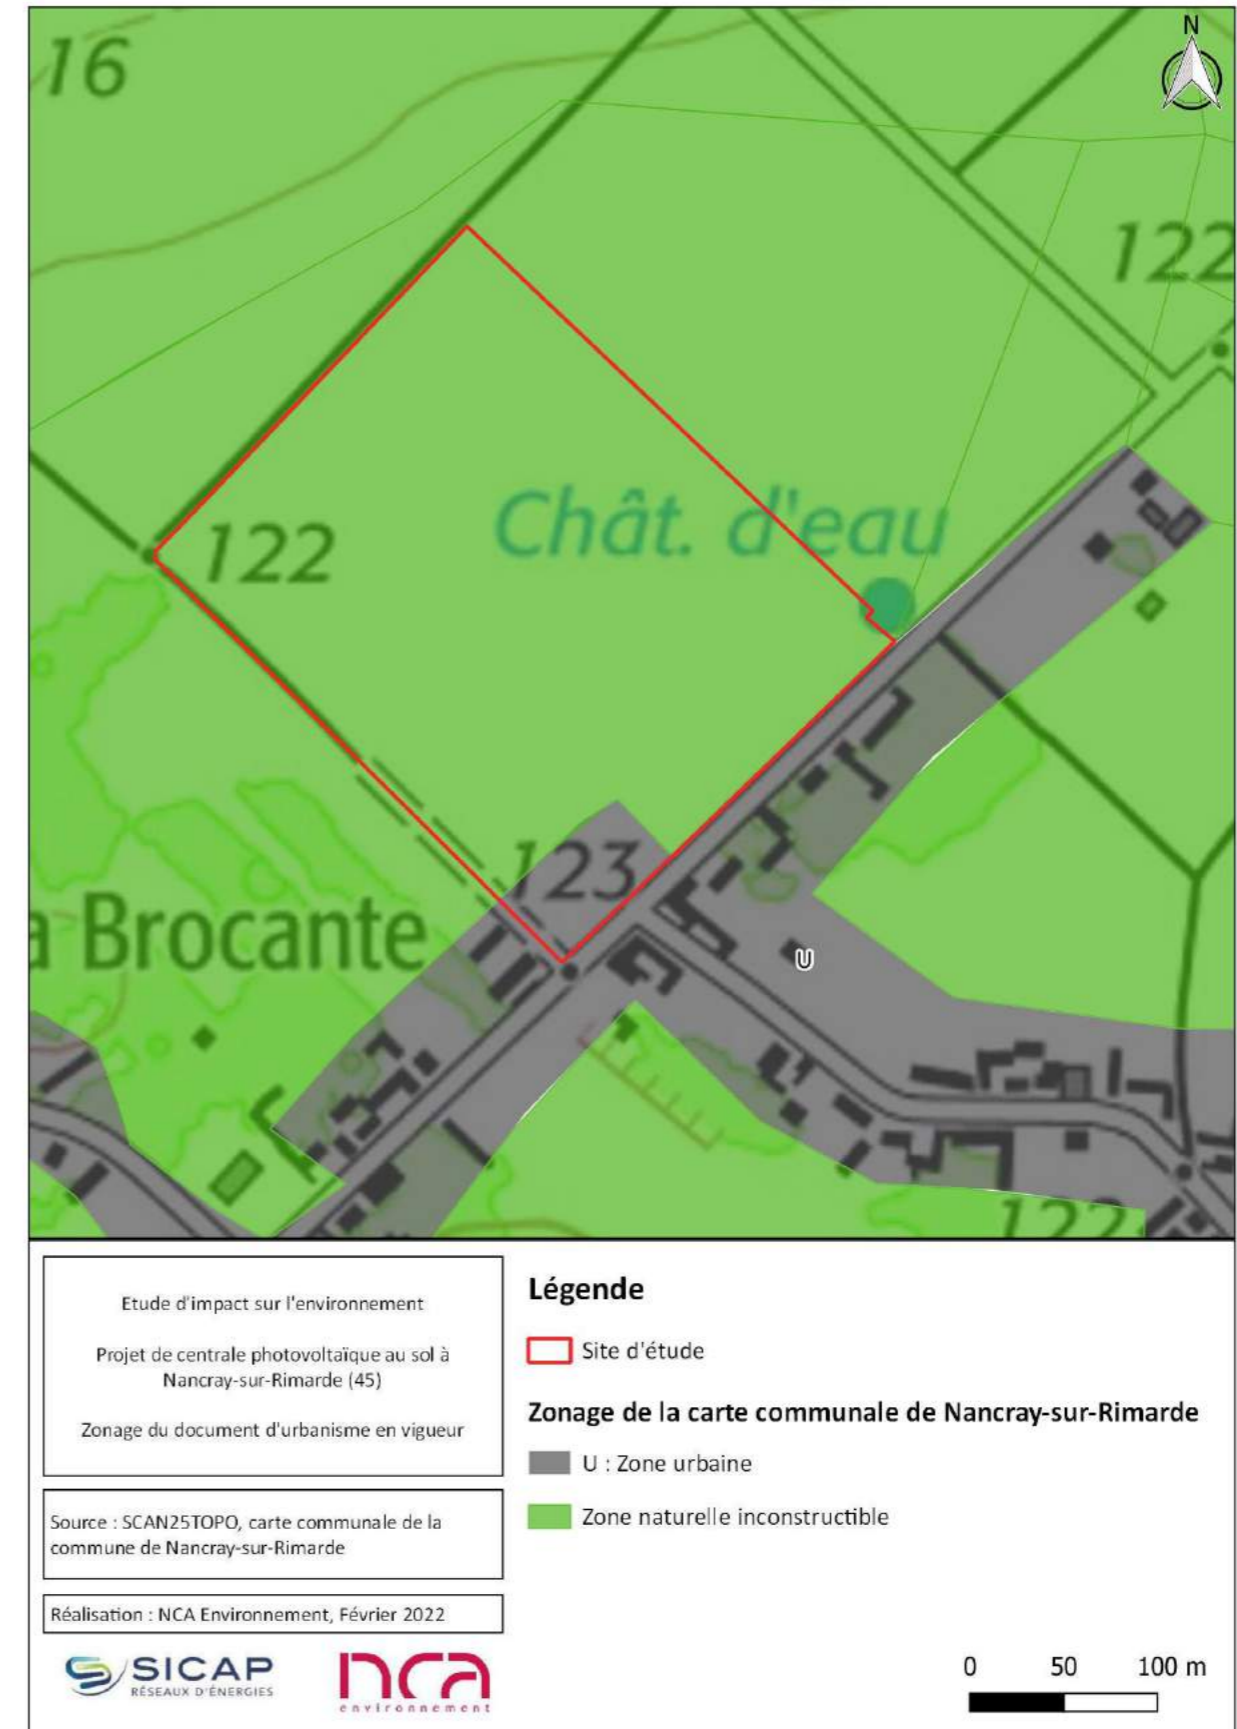 N
16
122
Chât. d'eau
122
123
a Brocante
U
122
Etude d'impact sur l'environnement
Projet de centrale photovoltaïque au sol à
Nancray-sur-Rimarde (45)
Zonage du document d'urbanisme en vigueur
Source : SCAN25TOPO, carte communale de la
commune de Nancray-sur-Rimarde
Réalisation : NCA Environnement, Février 2022
SICAP
RÉSEAUX D'ÉNERGIES
nca
environnement
Légende
Site d'étude
Zonage de la carte communale de Nancray-sur-Rimarde
U : Zone urbaine
Zone naturelle inconstructible
0 50 100 m